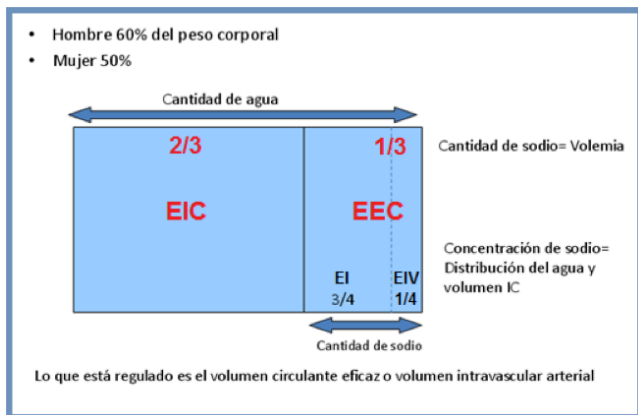 • Hombre 60% del peso corporal
• Mujer 50%
Cantidad de agua
2/3
1/3
Cantidad de sodio= Volemia
EIC
EEC
Concentración de sodio=
Distribución del agua y
volumen IC
EI
EIV
3/4
1/4
Cantidad de sodio
Lo que está regulado es el volumen circulante eficaz o volumen intravascular arterial